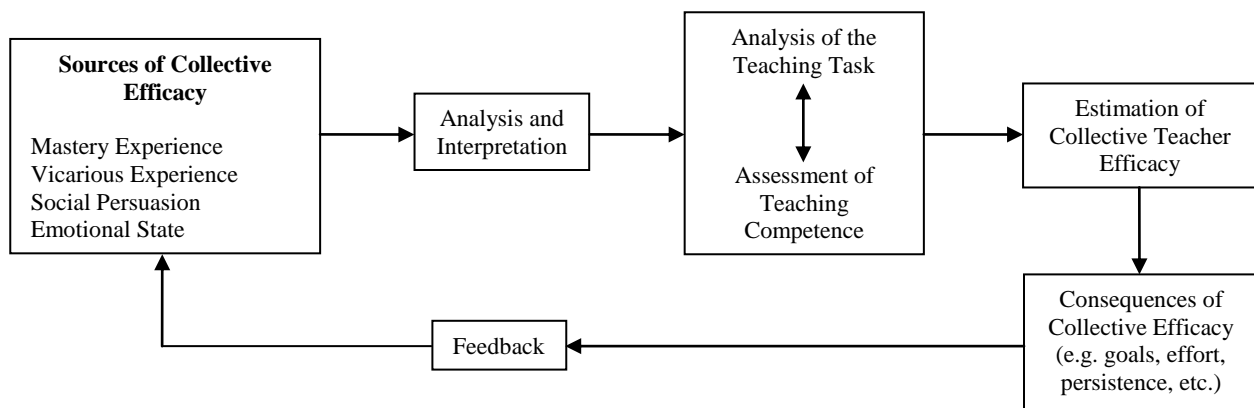 Sources of Collective
Efficacy
Mastery Experience
Vicarious Experience
Social Persuasion
Emotional State
Analysis and
Interpretation
Analysis of the
Teaching Task
Assessment of
Teaching
Competence
Estimation of
Collective Teacher
Efficacy
Consequences of
Collective Efficacy
(e.g. goals, effort,
persistence, etc.)
Feedback